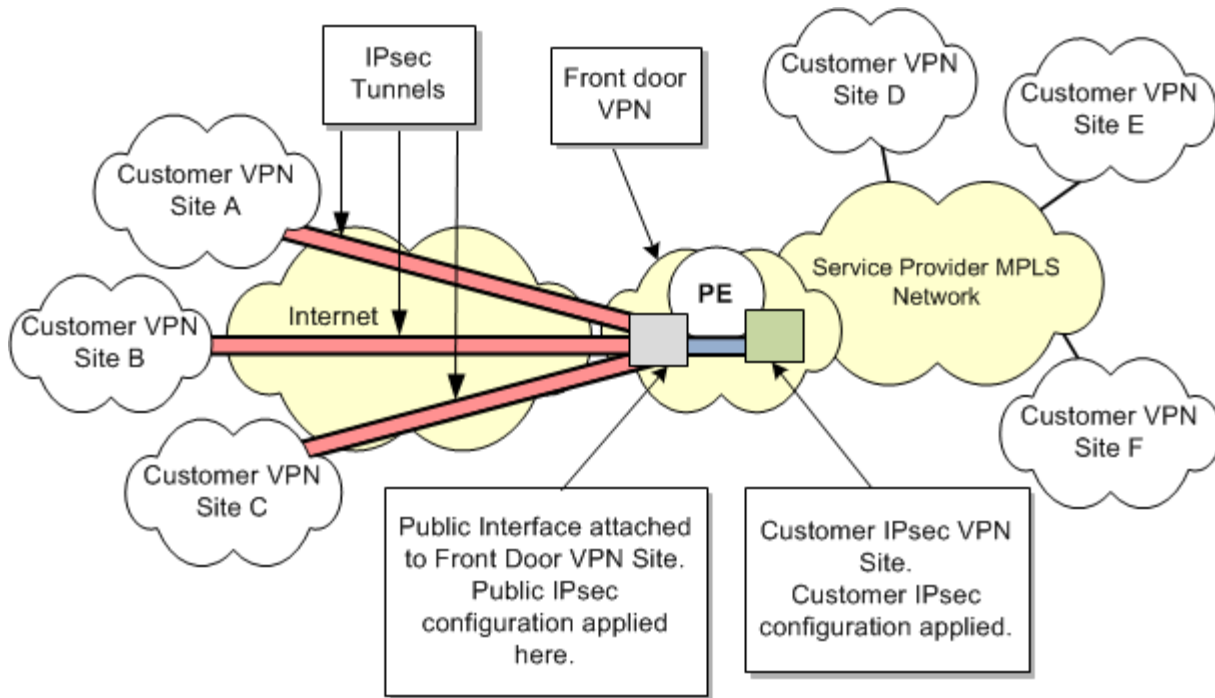 IPsec
Tunnels
Front door
VPN
Customer VPN
Site D
Customer VPN
Site E
Customer VPN
Site A
Service Provider MPLS
Network
PE
Internet
Customer VPN
Site B
Customer VPN
Site F
Customer VPN
Site C
Public Interface attached
to Front Door VPN Site.
Public IPsec
configuration applied
here.
Customer IPsec VPN
Site.
Customer IPsec
configuration applied.